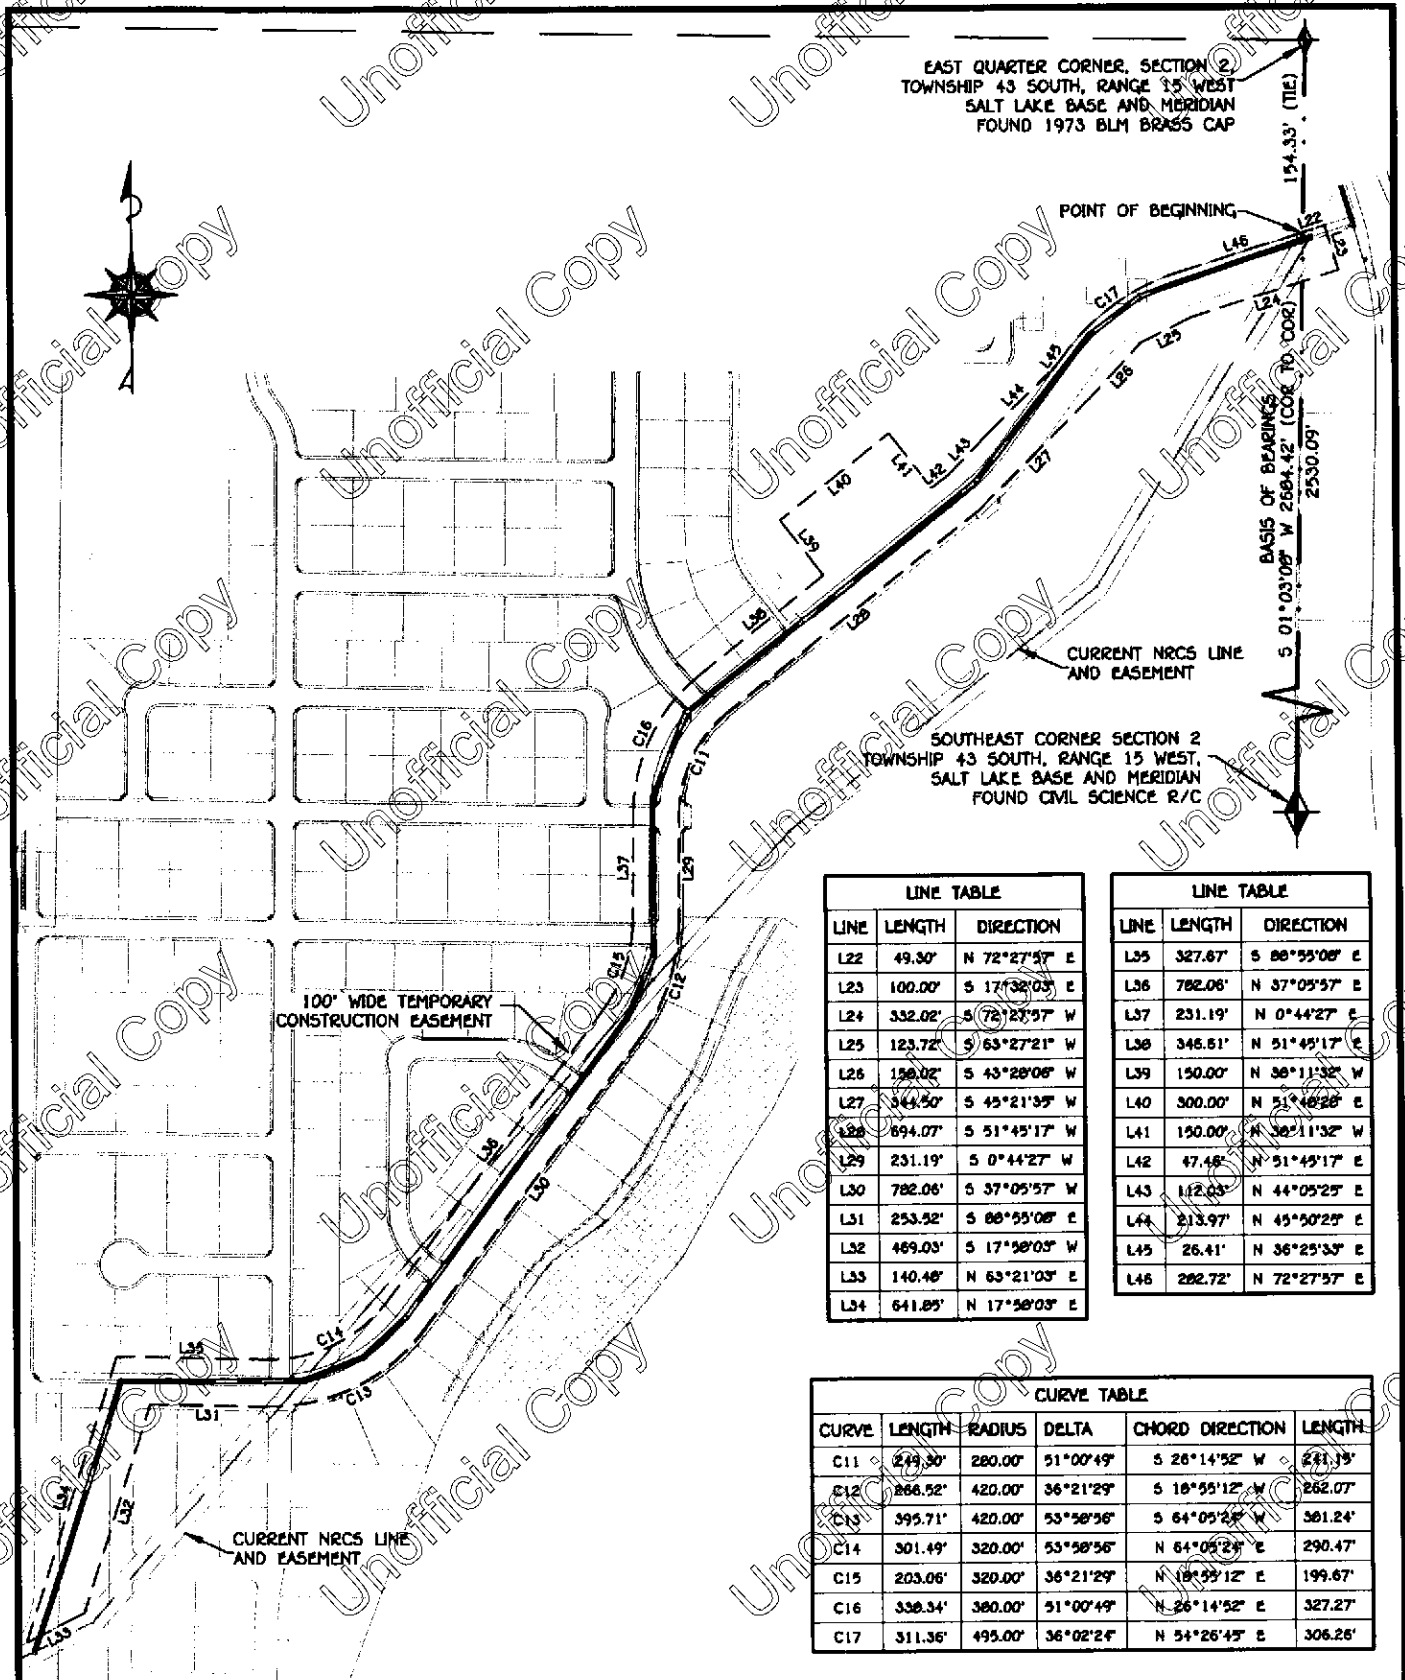 EAST QUARTER CORNER, SECTION 2,
TOWNSHIP 43 SOUTH, RANGE 15 WEST
SALT LAKE BASE AND MERIDIAN
FOUND 1973 BLM BRASS CAP
154.33' (TIE)
POINT OF BEGINNING
L22
L23
L46
L24
C17
L25
L45
L26
L44
L43
L42
L41
L27
L40
L39
BASIS OF BEARINGS
S 01°03'08" W 2684.42' (COR TO COR)
2530.09'
L38
L28
CURRENT NRCS LINE
AND EASEMENT
C16
C11
SOUTHEAST CORNER SECTION 2
TOWNSHIP 43 SOUTH, RANGE 15 WEST,
SALT LAKE BASE AND MERIDIAN
FOUND CIVIL SCIENCE R/C
L37
L29
C15
C12
100' WIDE TEMPORARY
CONSTRUCTION EASEMENT
L36
L30
C14
L35
C13
L31
L34
L32
CURRENT NRCS LINE
AND EASEMENT
L33
LINE TABLE
LINE LENGTH DIRECTION
L22 49.30' N 72°27'57" E
L23 100.00' S 17°32'03" E
L24 332.02' S 72°27'57" W
L25 123.72' S 63°27'21" W
L26 158.02' S 43°28'06" W
L27 344.50' S 45°21'35" W
L28 694.07' S 51°45'17" W
L29 231.19' S 0°44'27" W
L30 782.06' S 37°05'57" W
L31 253.52' S 88°55'08" E
L32 469.03' S 17°58'03" W
L33 140.48' N 63°21'03" E
L34 641.85' N 17°58'03" E
LINE TABLE
LINE LENGTH DIRECTION
L35 327.67' S 88°55'08" E
L36 782.06' N 37°05'57" E
L37 231.19' N 0°44'27" E
L38 346.61' N 51°45'17" E
L39 150.00' N 38°11'32" W
L40 300.00' N 51°48'28" E
L41 150.00' N 38°11'32" W
L42 47.46' N 51°45'17" E
L43 112.03' N 44°05'25" E
L44 213.97' N 45°50'25" E
L45 26.41' N 36°25'33" E
L46 282.72' N 72°27'57" E
CURVE TABLE
CURVE LENGTH RADIUS DELTA CHORD DIRECTION LENGTH
C11 249.30' 280.00' 51°00'49" S 26°14'52" W 241.15'
C12 266.52' 420.00' 36°21'29" S 18°55'12" W 262.07'
C13 395.71' 420.00' 53°58'56" S 64°05'24" W 381.24'
C14 301.49' 320.00' 53°58'56" N 64°05'24" E 290.47'
C15 203.06' 320.00' 36°21'29" N 18°55'12" E 199.67'
C16 338.34' 380.00' 51°00'49" N 26°14'52" E 327.27'
C17 311.36' 495.00' 36°02'24" N 54°26'45" E 306.26'
Unofficial Copy